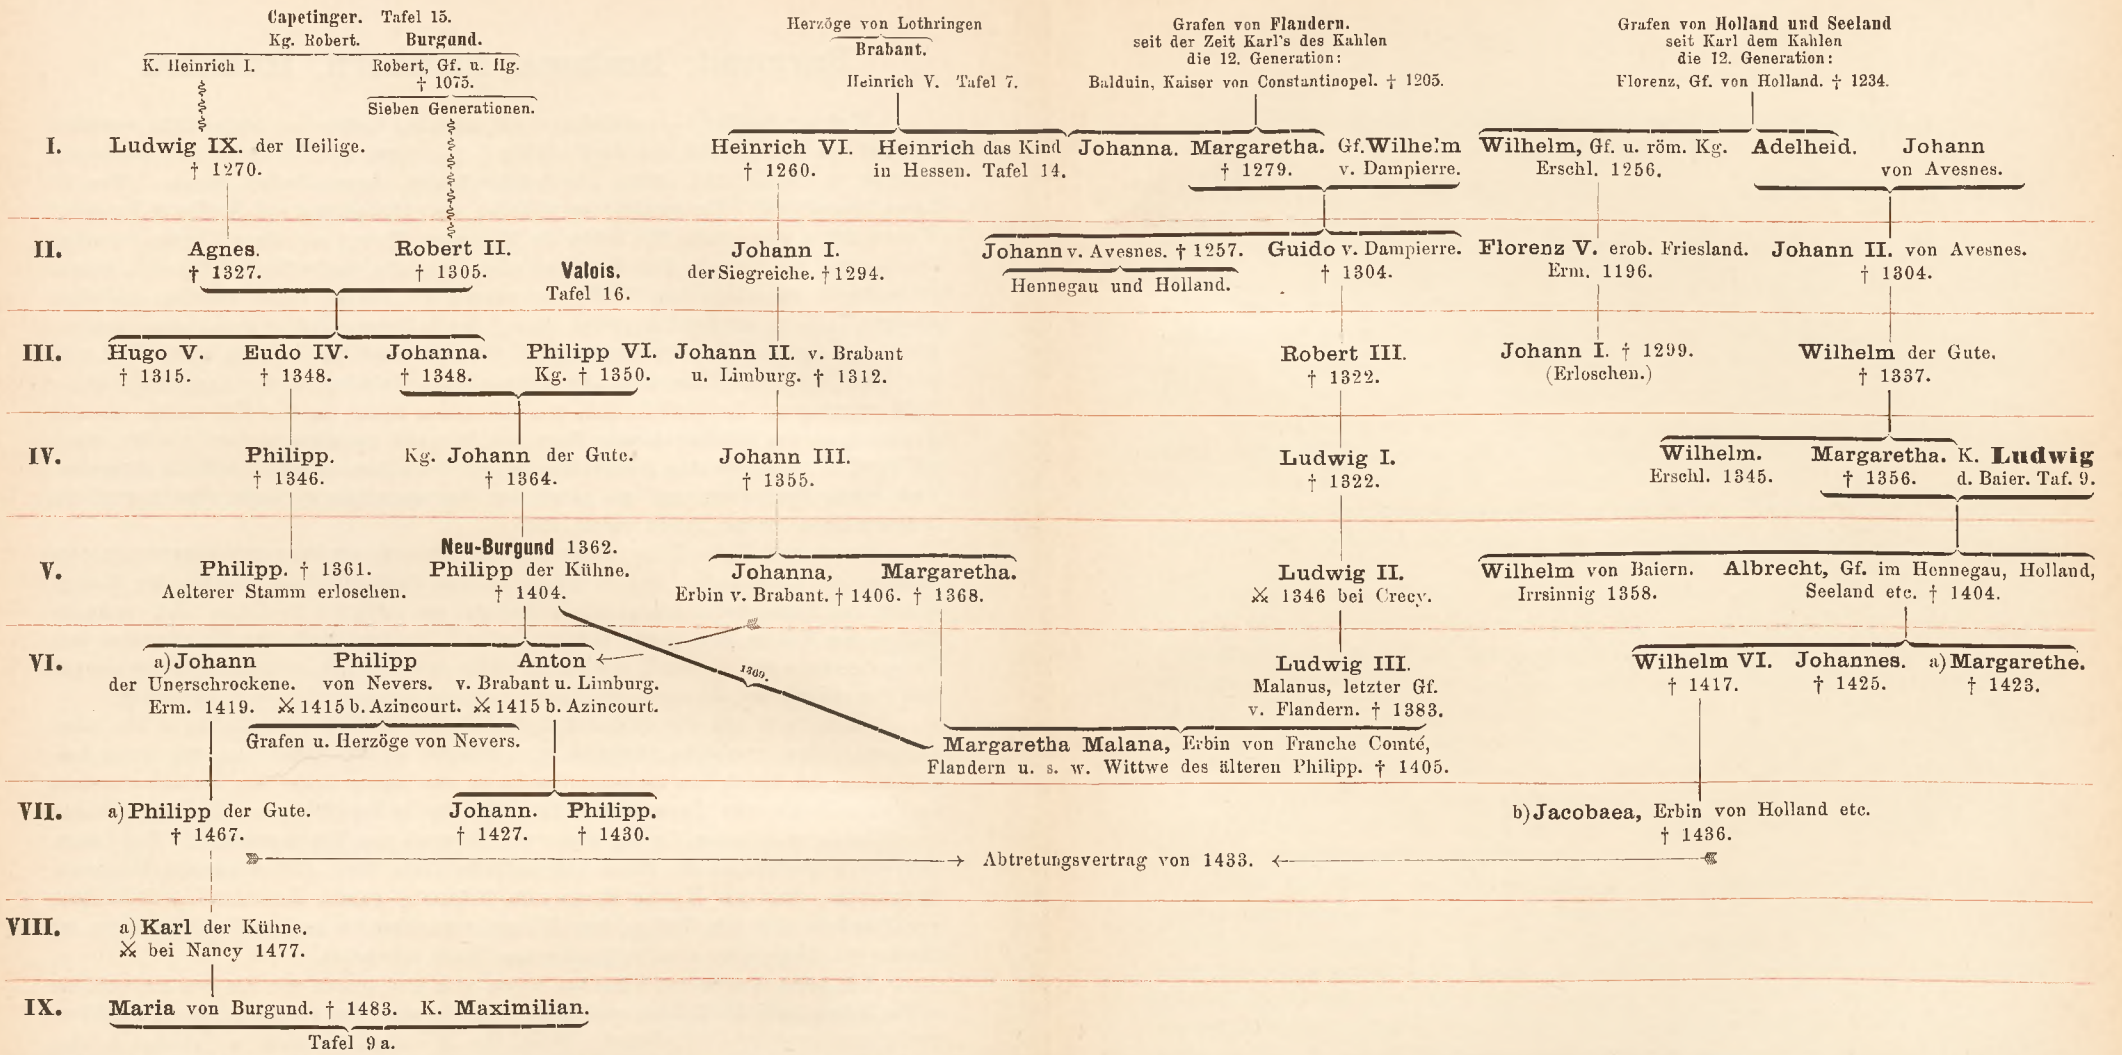 Capetinger. Tafel 15.
Kg. Robert. Burgund.
K. Heinrich I.
Robert, Gf. u. Hg.
† 1075.
Sieben Generationen.
Herzöge von Lothringen
Brabant.
Heinrich V. Tafel 7.
Grafen von Flandern.
seit der Zeit Karl's des Kahlen
die 12. Generation:
Balduin, Kaiser von Constantinopel. † 1205.
Grafen von Holland und Seeland
seit Karl dem Kahlen
die 12. Generation:
Florenz, Gf. von Holland. † 1234.
I.
Ludwig IX. der Heilige.
† 1270.
Heinrich VI.
† 1260.
Heinrich das Kind
in Hessen. Tafel 14.
Johanna.
Margaretha.
† 1279.
Gf. Wilhelm
v. Dampierre.
Wilhelm, Gf. u. röm. Kg.
Erschl. 1256.
Adelheid.
Johann
von Avesnes.
II.
Agnes.
† 1327.
Robert II.
† 1305.
Valois.
Tafel 16.
Johann I.
der Siegreiche. † 1294.
Johann v. Avesnes. † 1257.
Hennegau und Holland.
Guido v. Dampierre.
† 1304.
Florenz V. erob. Friesland.
Erm. 1196.
Johann II. von Avesnes.
† 1304.
III.
Hugo V.
† 1315.
Eudo IV.
† 1348.
Johanna.
† 1348.
Philipp VI.
Kg. † 1350.
Johann II. v. Brabant
u. Limburg. † 1312.
Robert III.
† 1322.
Johann I. † 1299.
(Erloschen.)
Wilhelm der Gute.
† 1337.
IV.
Philipp.
† 1346.
Kg. Johann der Gute.
† 1364.
Johann III.
† 1355.
Ludwig I.
† 1322.
Wilhelm.
Erschl. 1345.
Margaretha.
† 1356.
K. Ludwig
d. Baier. Taf. 9.
V.
Philipp. † 1361.
Aelterer Stamm erloschen.
Neu-Burgund 1362.
Philipp der Kühne.
† 1404.
Johanna,
Erbin v. Brabant. † 1406.
Margaretha.
† 1368.
Ludwig II.
⚔ 1346 bei Crecy.
Wilhelm von Baiern.
Irrsinnig 1358.
Albrecht, Gf. im Hennegau, Holland,
Seeland etc. † 1404.
VI.
a) Johann
der Unerschrockene.
Erm. 1419.
Philipp
von Nevers.
⚔ 1415 b. Azincourt.
Anton
v. Brabant u. Limburg.
⚔ 1415 b. Azincourt.
Grafen u. Herzöge von Nevers.
1369.
Ludwig III.
Malanus, letzter Gf.
v. Flandern. † 1383.
Wilhelm VI.
† 1417.
Johannes.
† 1425.
a) Margarethe.
† 1423.
Margaretha Malana, Erbin von Franche Comté,
Flandern u. s. w. Wittwe des älteren Philipp. † 1405.
VII.
a) Philipp der Gute.
† 1467.
Johann.
† 1427.
Philipp.
† 1430.
b) Jacobaea, Erbin von Holland etc.
† 1436.
Abtretungsvertrag von 1433.
VIII.
a) Karl der Kühne.
⚔ bei Nancy 1477.
IX.
Maria von Burgund. † 1483. K. Maximilian.
Tafel 9 a.